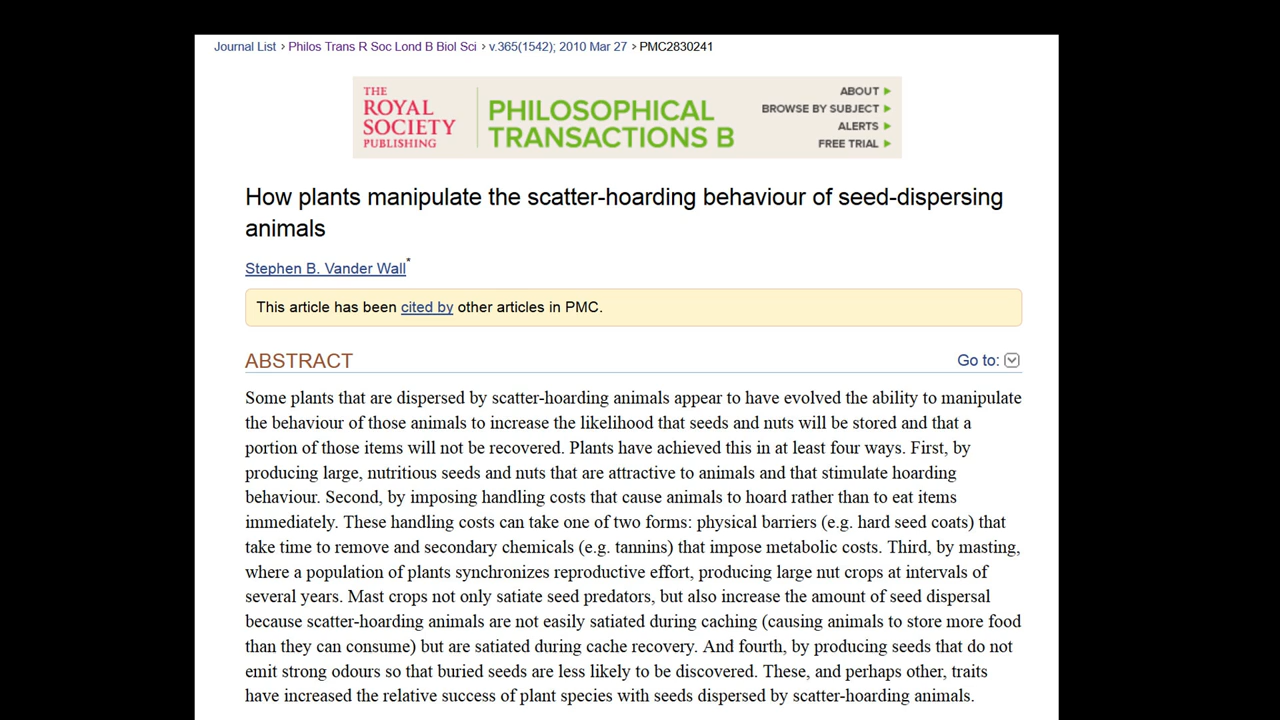 Journal List > Philos Trans R Soc Lond B Biol Sci > v.365(1542); 2010 Mar 27 > PMC2830241
THE
ROYAL
SOCIETY
PUBLISHING
PHILOSOPHICAL
TRANSACTIONS B
ABOUT
BROWSE BY SUBJECT
ALERTS
FREE TRIAL
How plants manipulate the scatter-hoarding behaviour of seed-dispersing
animals
Stephen B. Vander Wall*
This article has been cited by other articles in PMC.
ABSTRACT
Go to:
Some plants that are dispersed by scatter-hoarding animals appear to have evolved the ability to manipulate
the behaviour of those animals to increase the likelihood that seeds and nuts will be stored and that a
portion of those items will not be recovered. Plants have achieved this in at least four ways. First, by
producing large, nutritious seeds and nuts that are attractive to animals and that stimulate hoarding
behaviour. Second, by imposing handling costs that cause animals to hoard rather than to eat items
immediately. These handling costs can take one of two forms: physical barriers (e.g. hard seed coats) that
take time to remove and secondary chemicals (e.g. tannins) that impose metabolic costs. Third, by masting,
where a population of plants synchronizes reproductive effort, producing large nut crops at intervals of
several years. Mast crops not only satiate seed predators, but also increase the amount of seed dispersal
because scatter-hoarding animals are not easily satiated during caching (causing animals to store more food
than they can consume) but are satiated during cache recovery. And fourth, by producing seeds that do not
emit strong odours so that buried seeds are less likely to be discovered. These, and perhaps other, traits
have increased the relative success of plant species with seeds dispersed by scatter-hoarding animals.